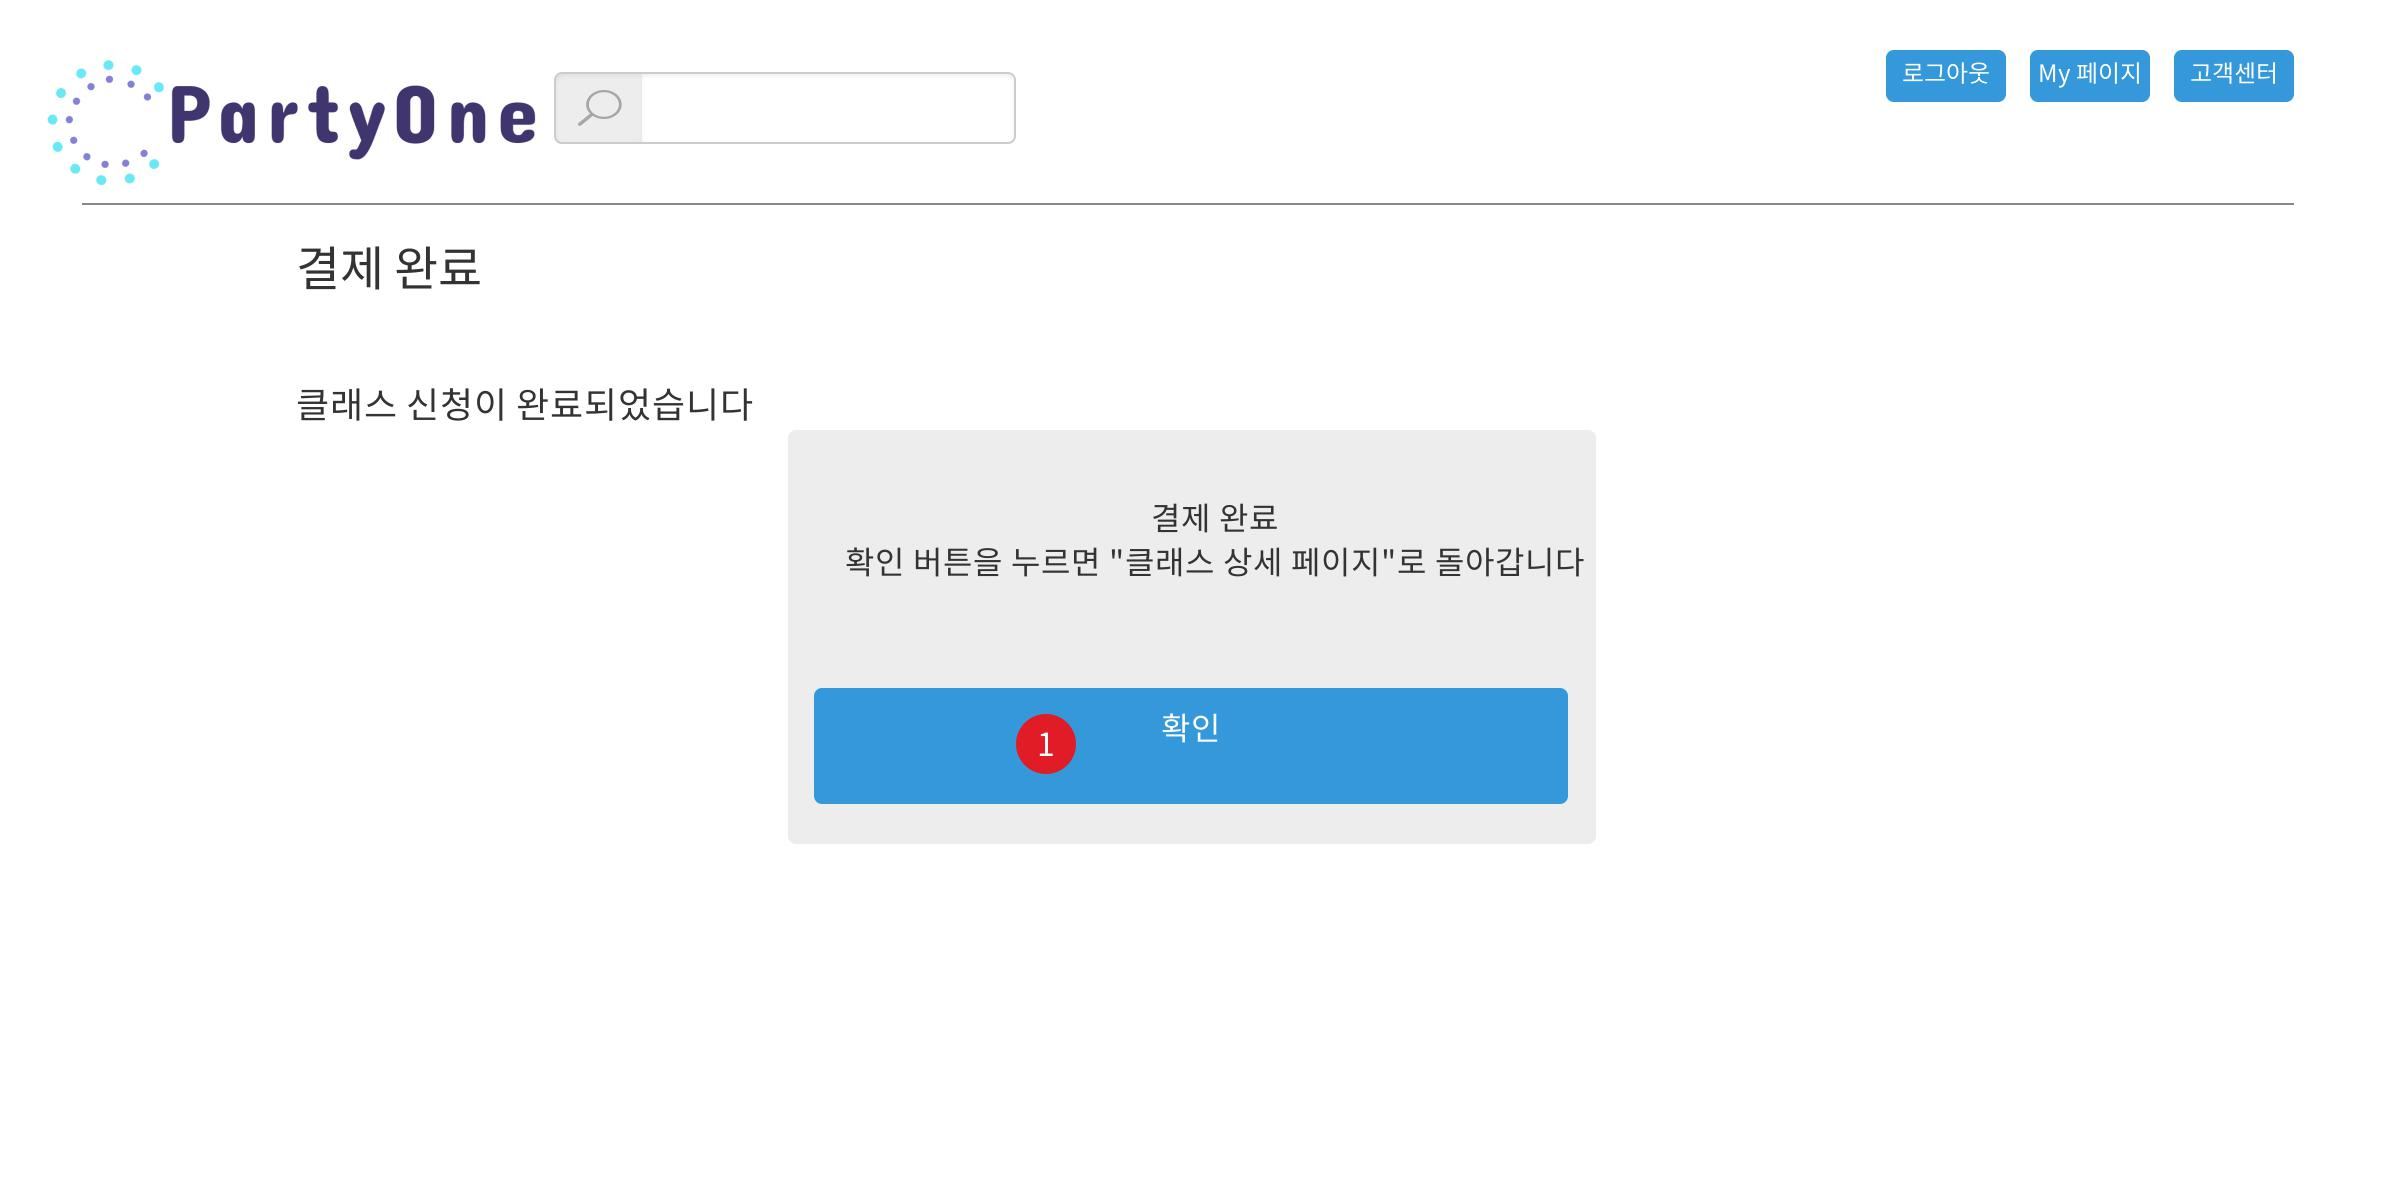 PartyOne
로그아웃
My 페이지
고객센터
결제 완료
클래스 신청이 완료되었습니다
결제 완료
확인 버튼을 누르면 "클래스 상세 페이지"로 돌아갑니다
1
확인